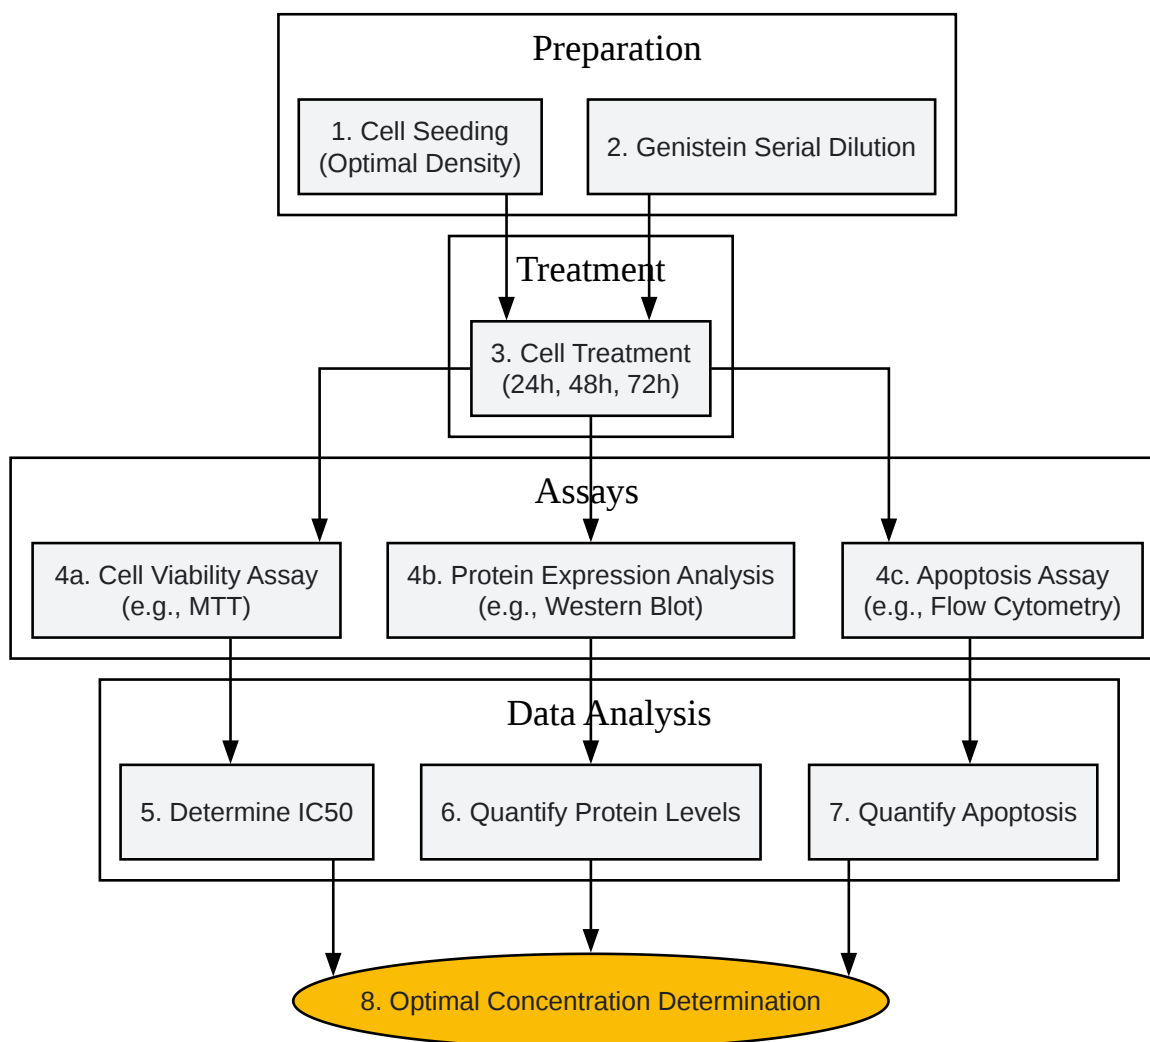 Preparation
1. Cell Seeding
(Optimal Density)
2. Genistein Serial Dilution
Treatment
3. Cell Treatment
(24h, 48h, 72h)
Assays
4a. Cell Viability Assay
(e.g., MTT)
4b. Protein Expression Analysis
(e.g., Western Blot)
4c. Apoptosis Assay
(e.g., Flow Cytometry)
Data Analysis
5. Determine IC50
6. Quantify Protein Levels
7. Quantify Apoptosis
8. Optimal Concentration Determination